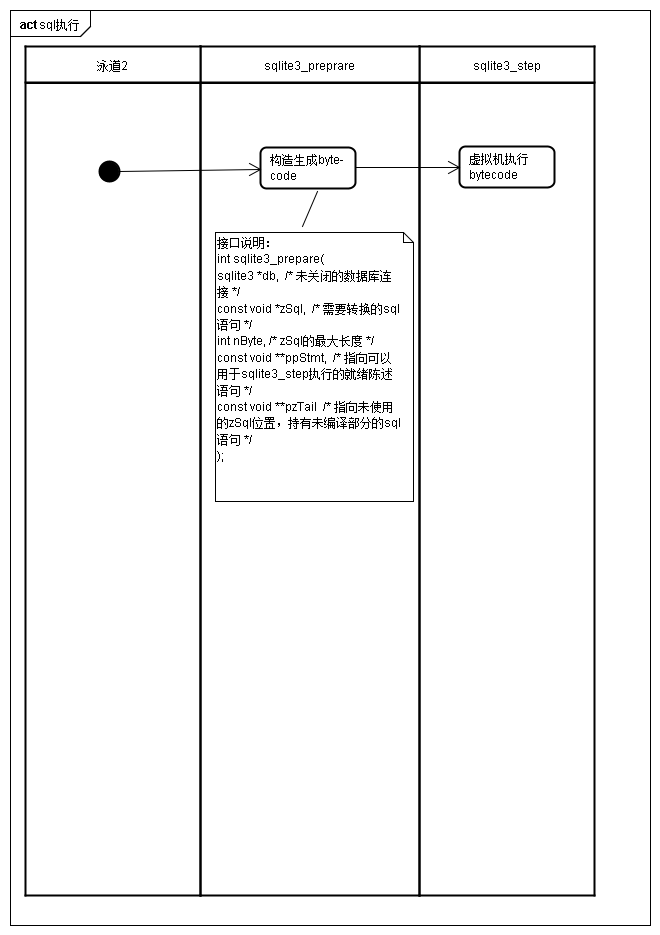 act sql执行
泳道2
sqlite3_preprare
sqlite3_step
构造生成byte-
code
虚拟机执行
bytecode
接口说明：
int sqlite3_prepare(
sqlite3 *db,  /* 未关闭的数据库连
接 */
const void *zSql,  /* 需要转换的sql
语句 */
int nByte, /* zSql的最大长度 */
const void **ppStmt,  /* 指向可以
用于sqlite3_step执行的就绪陈述
语句 */
const void **pzTail  /* 指向未使用
的zSql位置，持有未编译部分的sql
语句 */
);